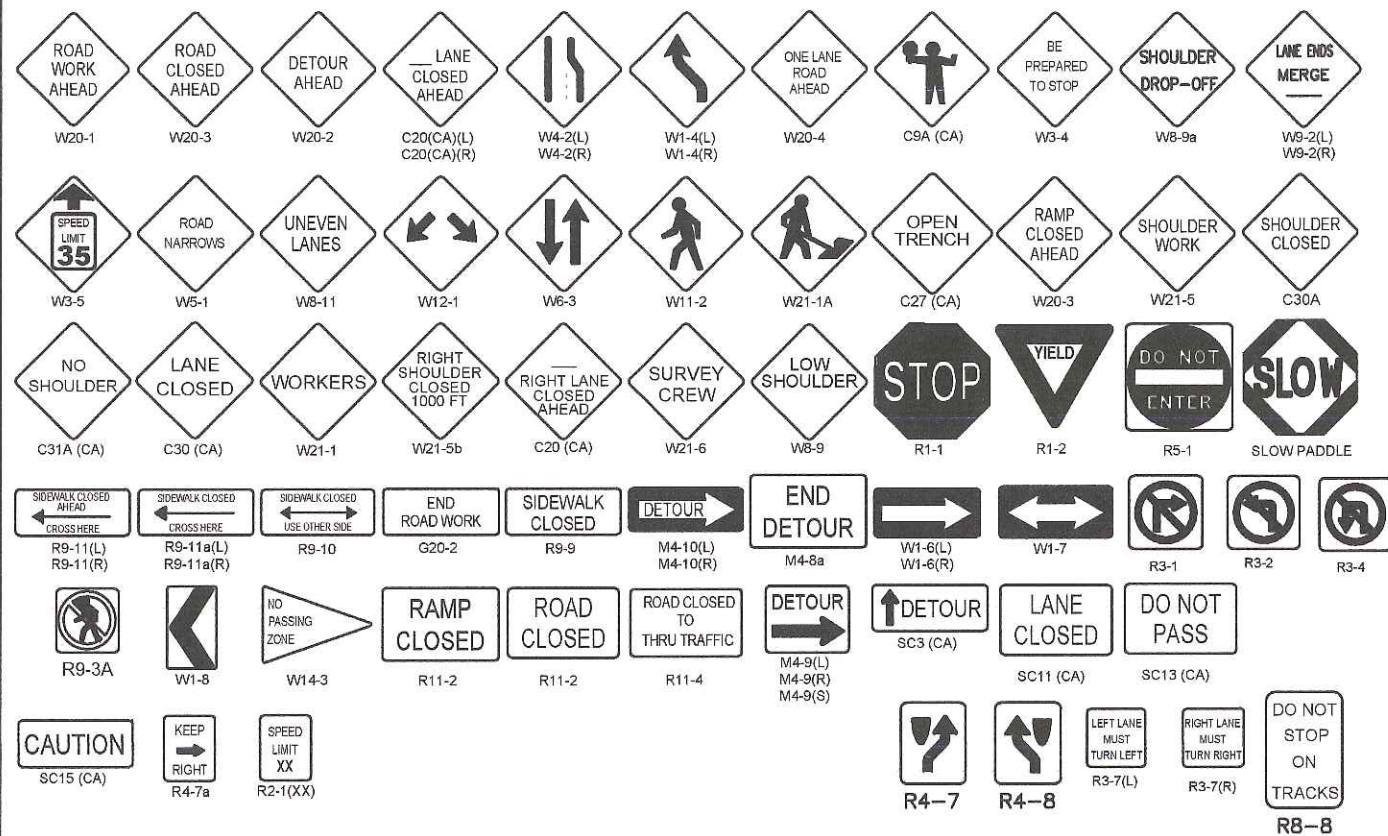 ROAD
WORK
AHEAD
W20-1
ROAD
CLOSED
AHEAD
W20-3
DETOUR
AHEAD
W20-2
___ LANE
CLOSED
AHEAD
C20(CA)(L)
C20(CA)(R)
W4-2(L)
W4-2(R)
W1-4(L)
W1-4(R)
ONE LANE
ROAD
AHEAD
W20-4
C9A (CA)
BE
PREPARED
TO STOP
W3-4
SHOULDER
DROP-OFF
W8-9a
LANE ENDS
MERGE
W9-2(L)
W9-2(R)
SPEED
LIMIT
35
W3-5
ROAD
NARROWS
W5-1
UNEVEN
LANES
W8-11
W12-1
W6-3
W11-2
W21-1A
OPEN
TRENCH
C27 (CA)
RAMP
CLOSED
AHEAD
W20-3
SHOULDER
WORK
W21-5
SHOULDER
CLOSED
C30A
NO
SHOULDER
C31A (CA)
LANE
CLOSED
C30 (CA)
WORKERS
W21-1
RIGHT
SHOULDER
CLOSED
1000 FT
W21-5b
___
RIGHT LANE
CLOSED
AHEAD
C20 (CA)
SURVEY
CREW
W21-6
LOW
SHOULDER
W8-9
STOP
R1-1
YIELD
R1-2
DO NOT
ENTER
R5-1
SLOW
SLOW PADDLE
SIDEWALK CLOSED
AHEAD
CROSS HERE
R9-11(L)
R9-11(R)
SIDEWALK CLOSED
CROSS HERE
R9-11a(L)
R9-11a(R)
SIDEWALK CLOSED
USE OTHER SIDE
R9-10
END
ROAD WORK
G20-2
SIDEWALK
CLOSED
R9-9
DETOUR
M4-10(L)
M4-10(R)
END
DETOUR
M4-8a
W1-6(L)
W1-6(R)
W1-7
R3-1
R3-2
R3-4
R9-3A
W1-8
NO
PASSING
ZONE
W14-3
RAMP
CLOSED
R11-2
ROAD
CLOSED
R11-2
ROAD CLOSED
TO
THRU TRAFFIC
R11-4
DETOUR
M4-9(L)
M4-9(R)
M4-9(S)
DETOUR
SC3 (CA)
LANE
CLOSED
SC11 (CA)
DO NOT
PASS
SC13 (CA)
CAUTION
SC15 (CA)
KEEP
RIGHT
R4-7a
SPEED
LIMIT
XX
R2-1(XX)
R4-7
R4-8
LEFT LANE
MUST
TURN LEFT
R3-7(L)
RIGHT LANE
MUST
TURN RIGHT
R3-7(R)
DO NOT
STOP
ON
TRACKS
R8-8